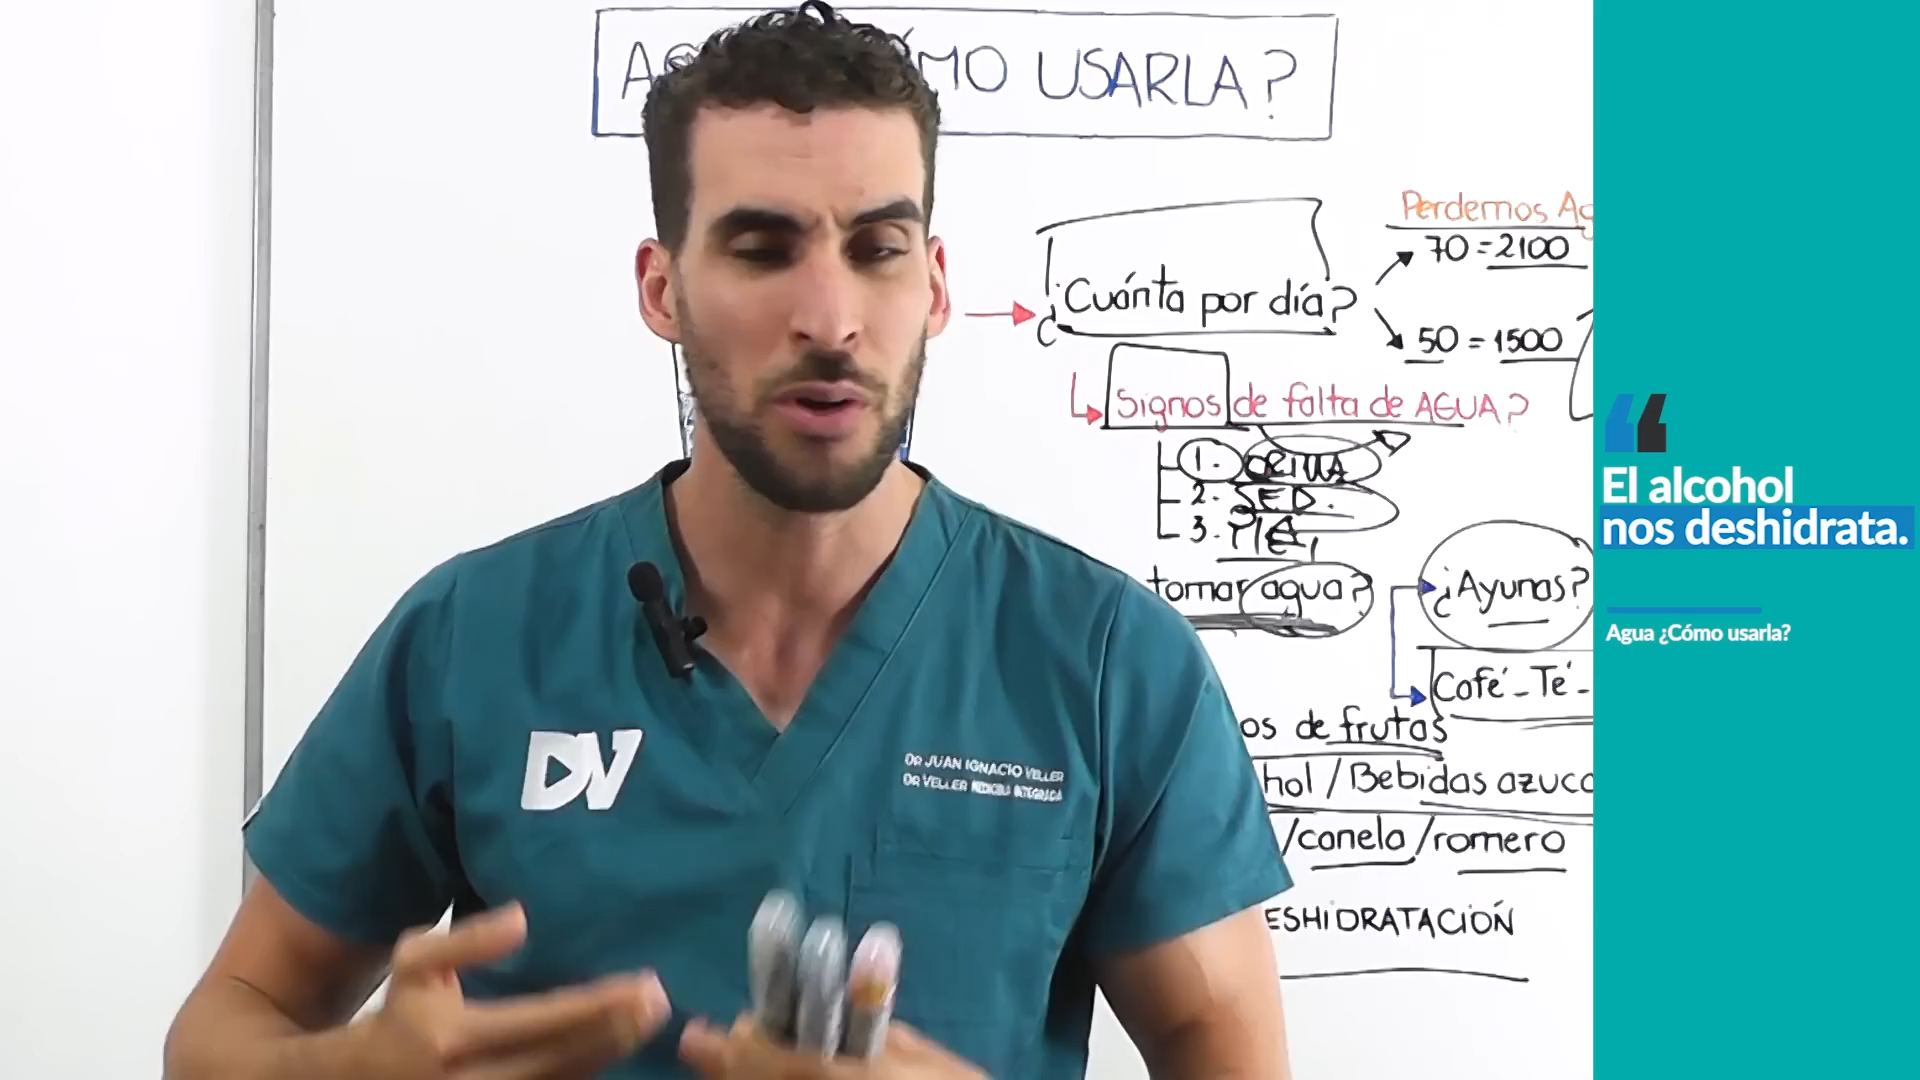 MO USARLA?
Perdemos Ag
70 = 2100
¿Cuánta por día?
50 = 1500
Signos de falta de AGUA?
1. ORINA
2. SED.
3. PIEL
tomar agua?
¿Ayunas?
Café - Té -
os de frutas
hol / Bebidas azuca
/canela /romero
ESHIDRATACIÓN
DV
DR JUAN IGNACIO VELLER
DR VELLER MEDICINA INTEGRADA
“
El alcohol
nos deshidrata.
Agua ¿Cómo usarla?